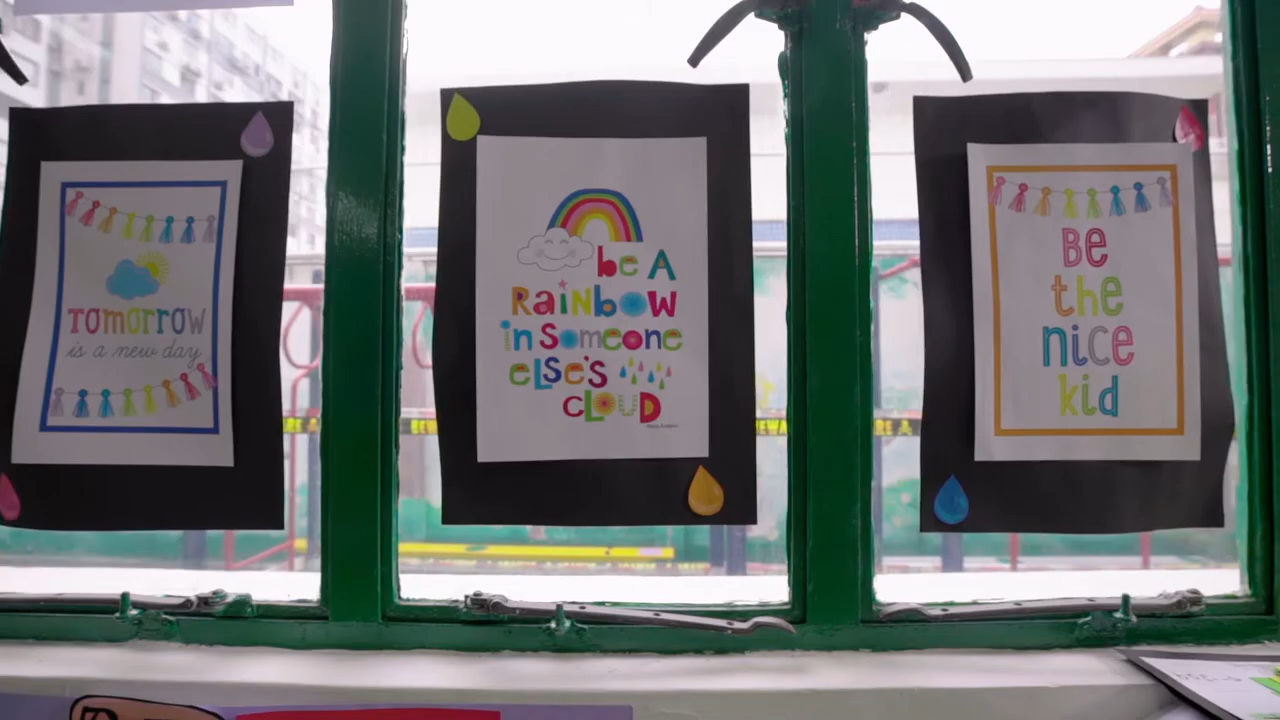 TOMORROW
is a new day
be A
RAiNBOW
in Someone
eLSe's
CLOUD
Be
the
nice
kid